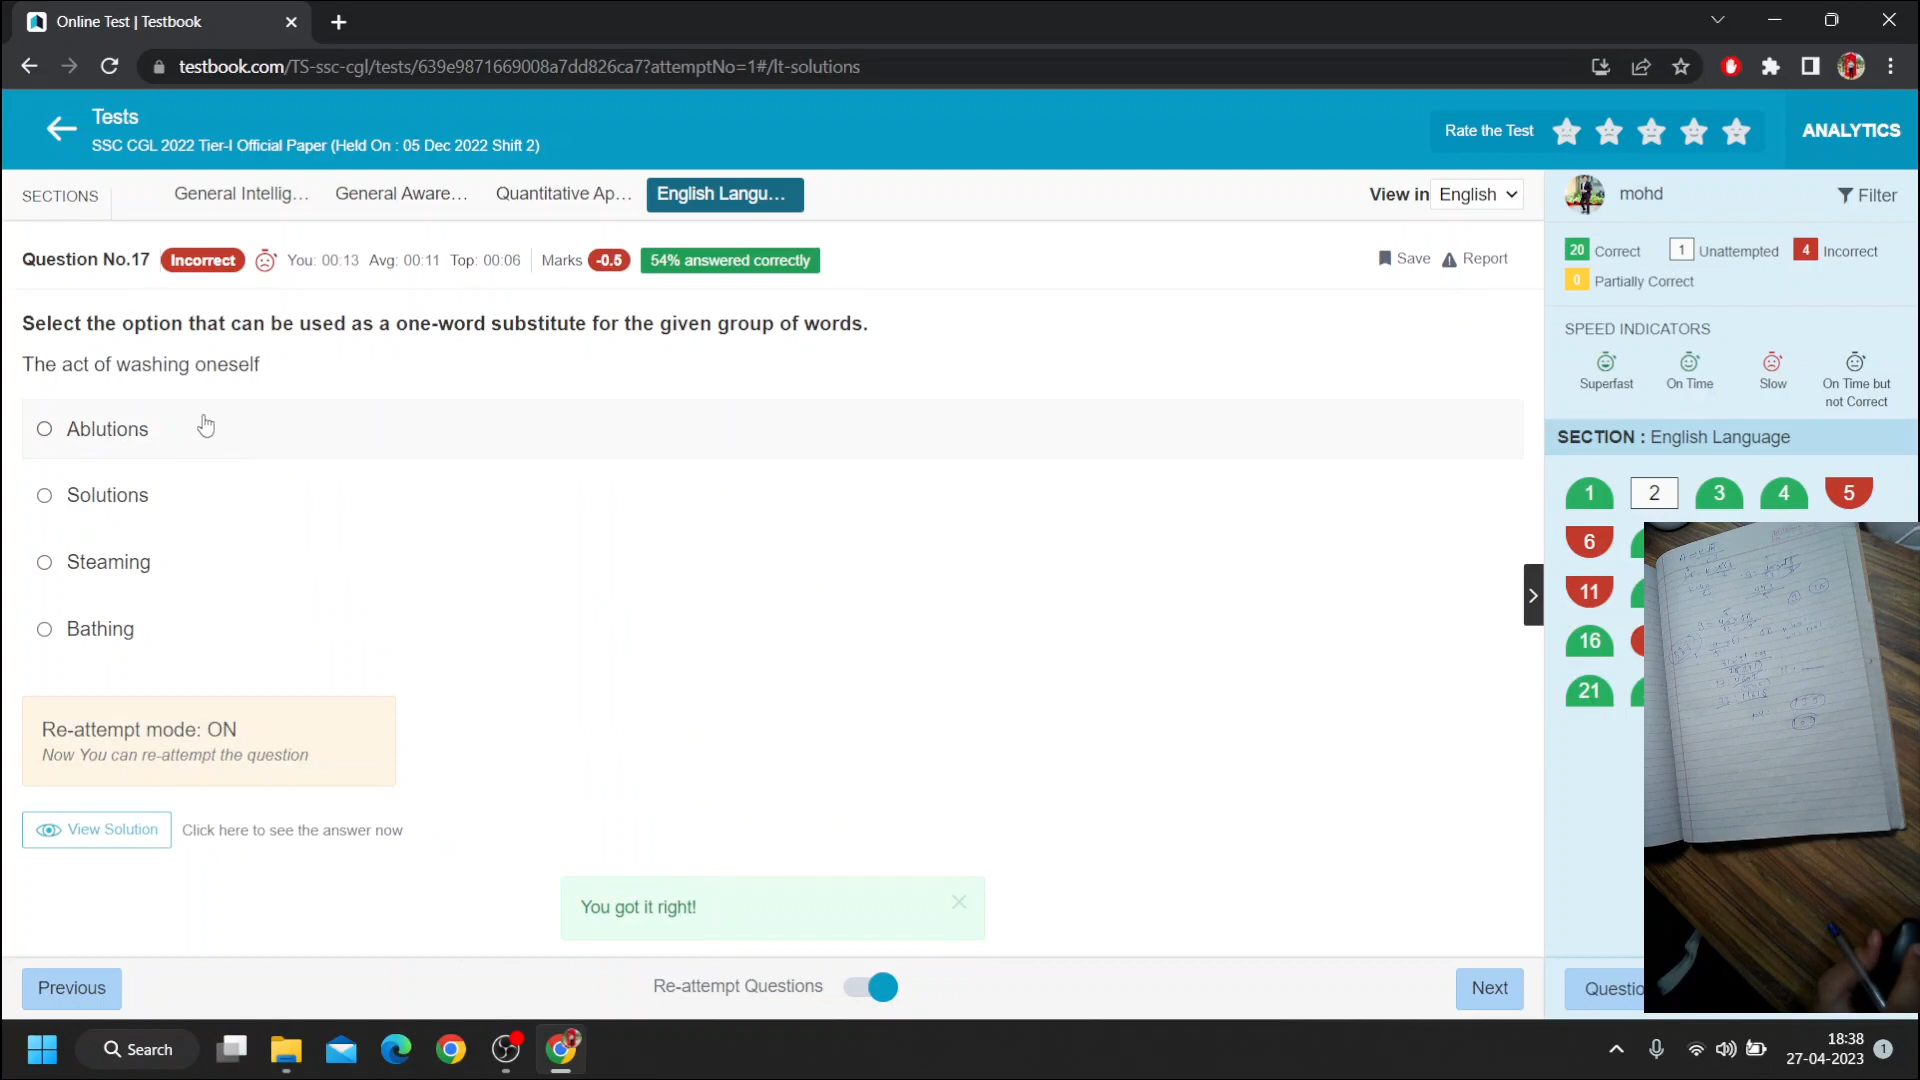 Online Test | Testbook
testbook.com/TS-ssc-cgl/tests/639e9871669008a7dd826ca7?attemptNo=1#/lt-solutions
Tests
SSC CGL 2022 Tier-I Official Paper (Held On : 05 Dec 2022 Shift 2)
Rate the Test
ANALYTICS
SECTIONS
General Intellig...
General Aware...
Quantitative Ap...
English Langu...
View in English
mohd
Filter
Question No.17 Incorrect You: 00:13 Avg: 00:11 Top: 00:06 Marks -0.5 54% answered correctly
Save Report
20 Correct 1 Unattempted 4 Incorrect
0 Partially Correct
Select the option that can be used as a one-word substitute for the given group of words.
The act of washing oneself
Ablutions
Solutions
Steaming
Bathing
SPEED INDICATORS
Superfast
On Time
Slow
On Time but
not Correct
SECTION : English Language
1 2 3 4 5
6
11
16
21
Re-attempt mode: ON
Now You can re-attempt the question
View Solution Click here to see the answer now
You got it right!
Previous
Re-attempt Questions
Next
Questio
Search
18:38
27-04-2023
1